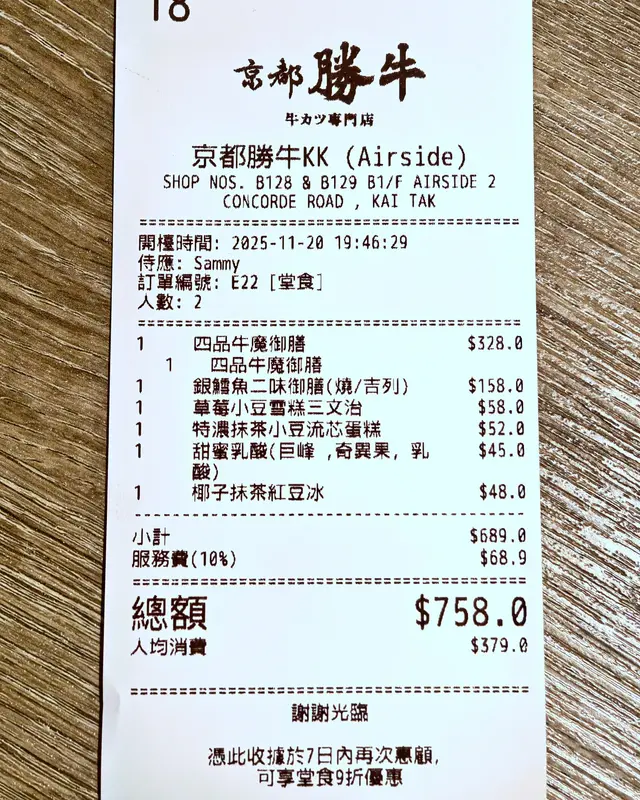 18
京都 勝牛
牛カツ専門店
京都勝牛KK (Airside)
SHOP NOS. B128 & B129 B1/F AIRSIDE 2
CONCORDE ROAD , KAI TAK
開檯時間: 2025-11-20 19:46:29
侍應: Sammy
訂單編號: E22 [堂食]
人數: 2
1 四品牛魔御膳 $328.0
1 四品牛魔御膳
1 銀鱈魚二味御膳(燒/吉列) $158.0
1 草莓小豆雪糕三文治 $58.0
1 特濃抹茶小豆流芯蛋糕 $52.0
1 甜蜜乳酸(巨峰 ,奇異果, 乳 $45.0
酸)
1 椰子抹茶紅豆冰 $48.0
小計 $689.0
服務費(10%) $68.9
總額 $758.0
人均消費 $379.0
謝謝光臨
憑此收據於7日內再次惠顧,
可享堂食9折優惠